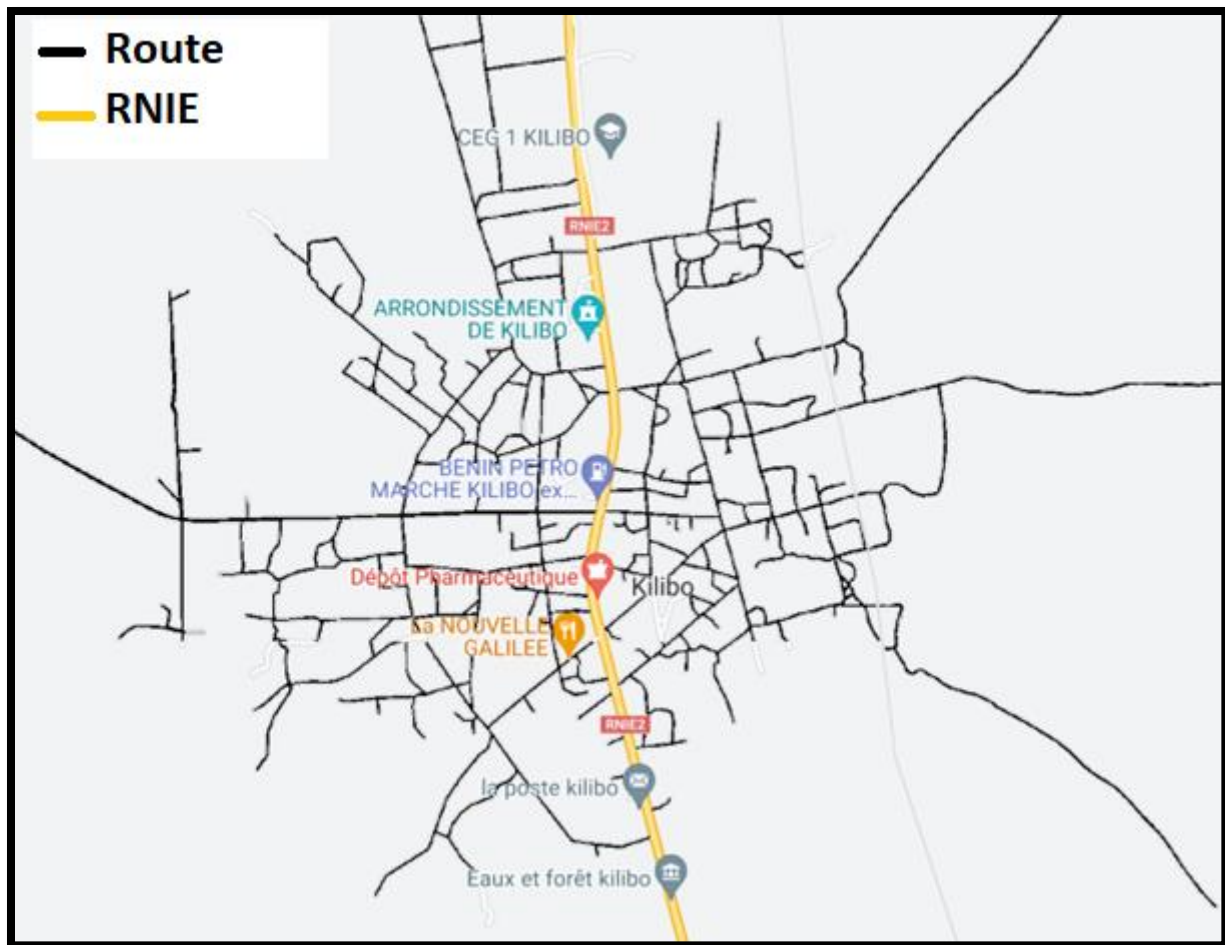 Route
RNIE
CEG 1 KILIBO
RNIE2
ARRONDISSEMENT
DE KILIBO
BENIN PETRO
MARCHE KILIBO ex...
Dépôt Pharmaceutique
Kilibo
La NOUVELLE
GALILEE
RNIE2
la poste kilibo
Eaux et forêt kilibo